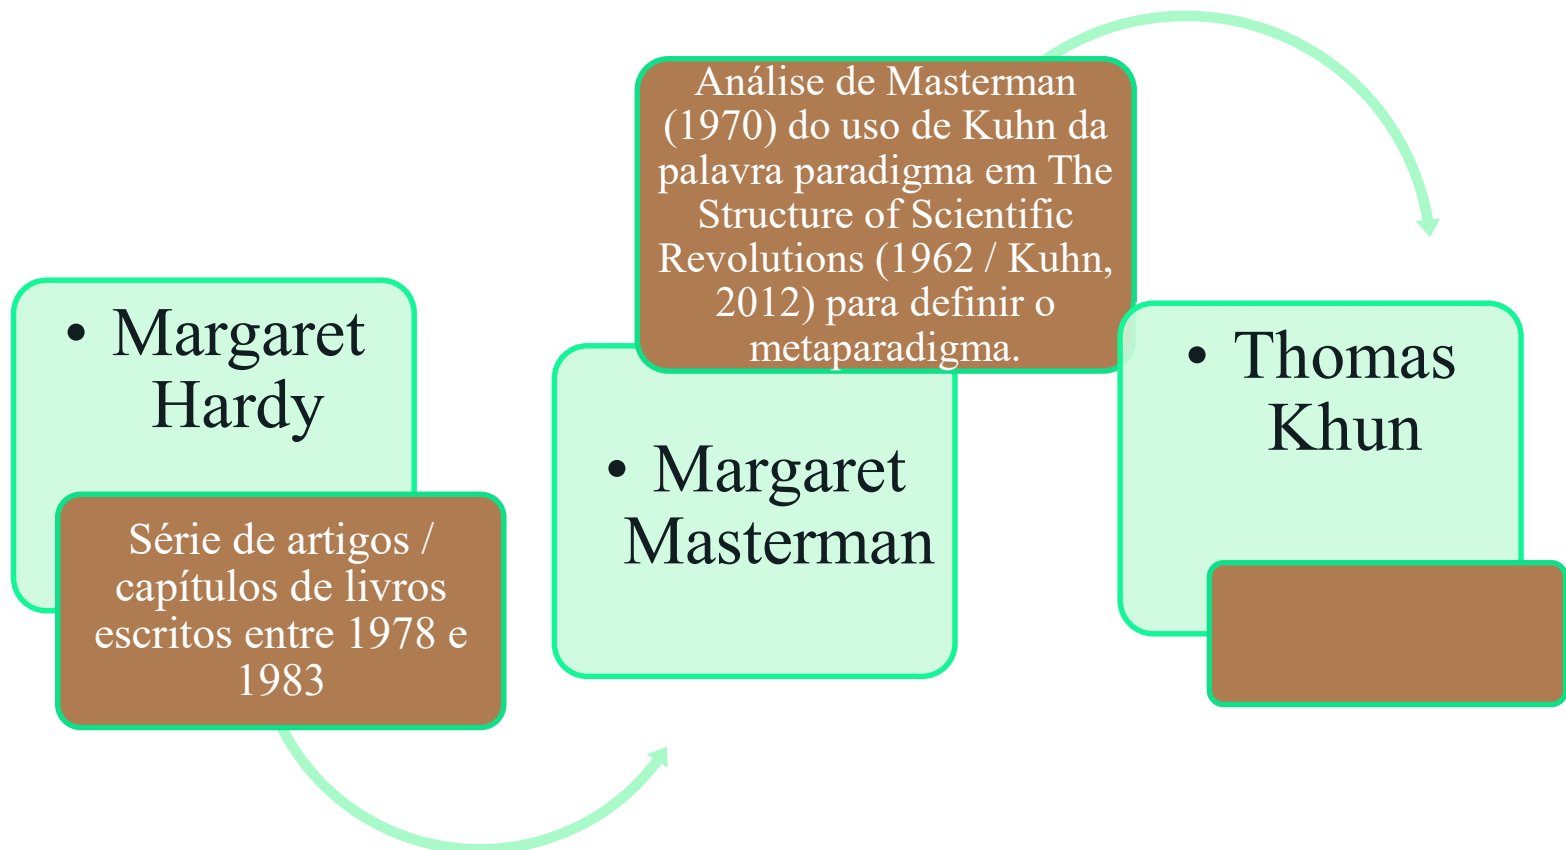 • Margaret
Hardy
Série de artigos /
capítulos de livros
escritos entre 1978 e
1983
Análise de Masterman
(1970) do uso de Kuhn da
palavra paradigma em The
Structure of Scientific
Revolutions (1962 / Kuhn,
2012) para definir o
metaparadigma.
• Margaret
Masterman
• Thomas
Khun